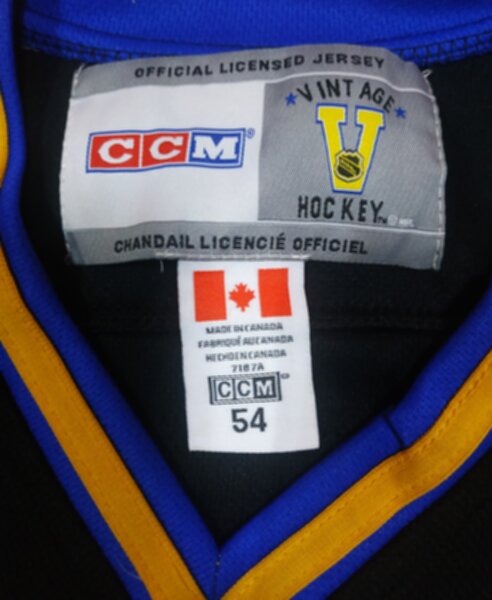 OFFICIAL LICENSED JERSEY
CCM®
VINTAGE
V
HOCKEY™
CHANDAIL LICENCIÉ OFFICIEL
MADE IN CANADA
FABRIQUÉ AU CANADA
HECHO EN CANADA
7187A
CCM
54